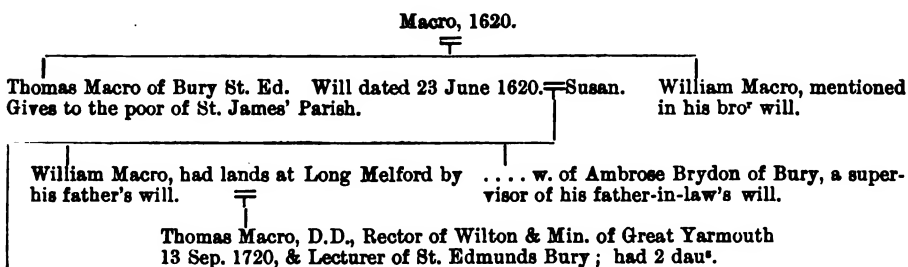 Macro, 1620.
Thomas Macro of Bury St. Ed. Will dated 23 June 1620.=Susan. William Macro, mentioned
Gives to the poor of St. James' Parish. in his broʳ will.
William Macro, had lands at Long Melford by .... w. of Ambrose Brydon of Bury, a super-
his father's will. visor of his father-in-law's will.
Thomas Macro, D.D., Rector of Wilton & Min. of Great Yarmouth
13 Sep. 1720, & Lecturer of St. Edmunds Bury; had 2 dauˢ.